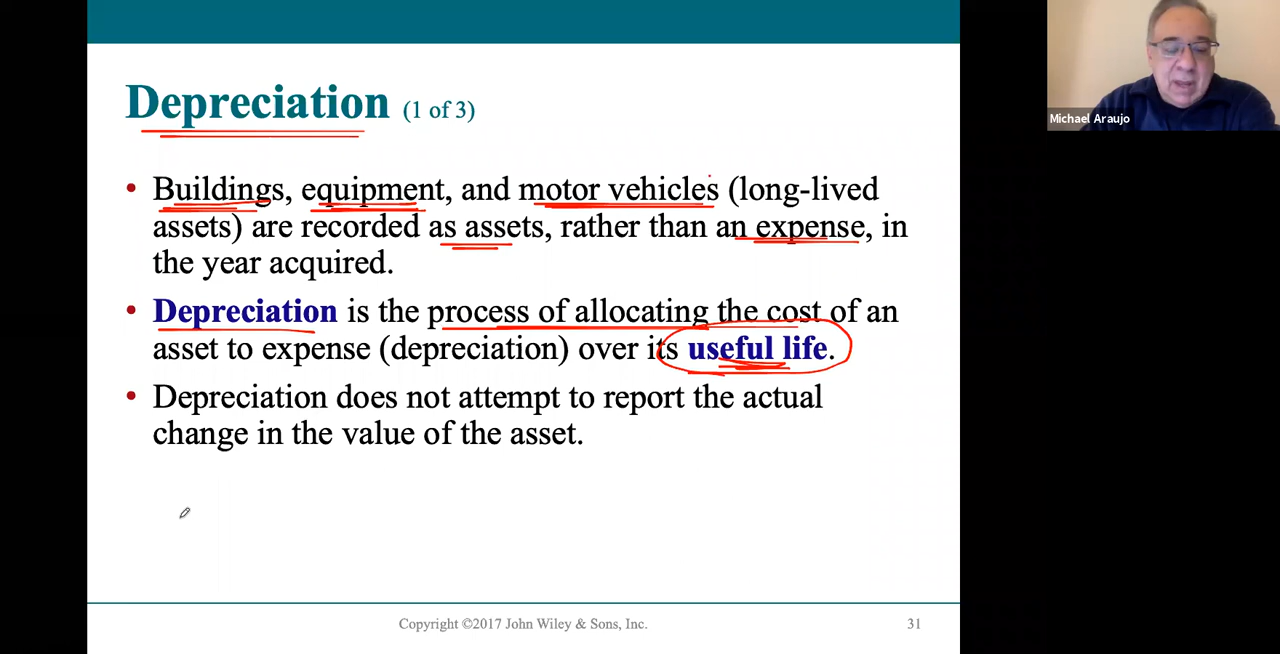 Depreciation (1 of 3)
Michael Araujo
• Buildings, equipment, and motor vehicles (long-lived
assets) are recorded as assets, rather than an expense, in
the year acquired.
• Depreciation is the process of allocating the cost of an
asset to expense (depreciation) over its useful life.
• Depreciation does not attempt to report the actual
change in the value of the asset.
Copyright ©2017 John Wiley & Sons, Inc.
31